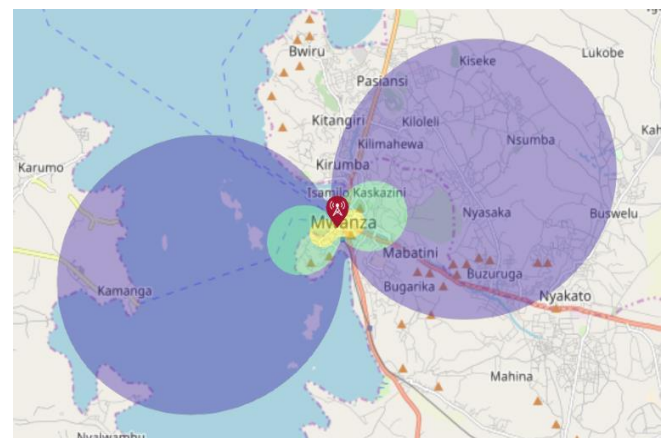 Bwiru
Kiseke
Lukobe
Pasiansi
Kitangiri
Kiloleli
Nsumba
Kilimahewa
Karumo
Kirumba
Isamilo Kaskazini
Mwanza
Nyasaka
Buswelu
Mabatini
Buzuruga
Kamanga
Bugarika
Nyakato
Mahina